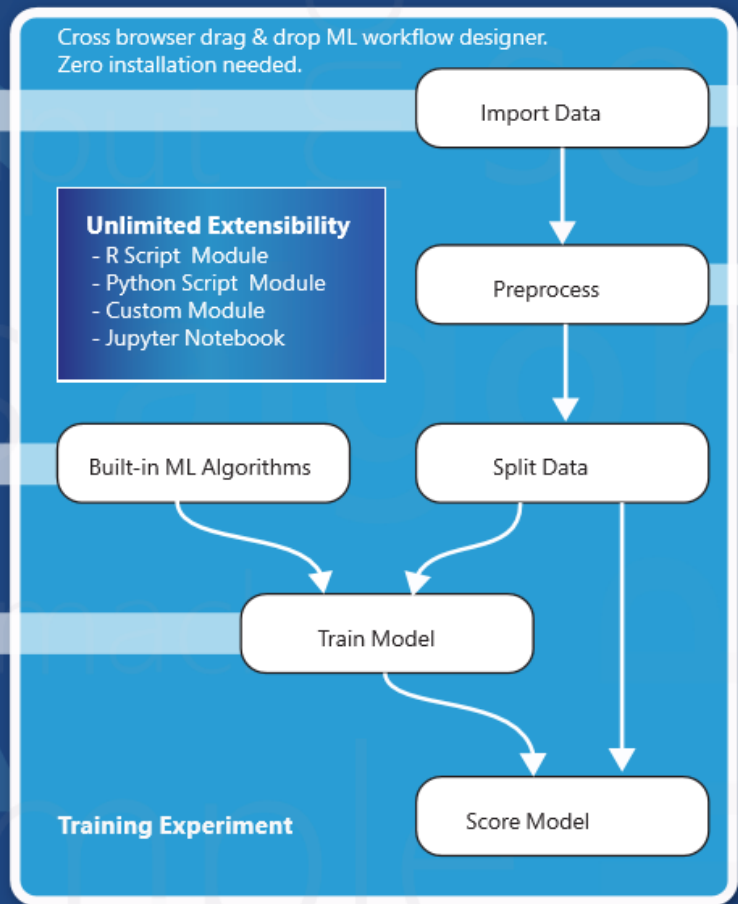 Cross browser drag & drop ML workflow designer.
Zero installation needed.
Import Data
Unlimited Extensibility
- R Script Module
- Python Script Module
- Custom Module
- Jupyter Notebook
Preprocess
Built-in ML Algorithms
Split Data
Train Model
Score Model
Training Experiment